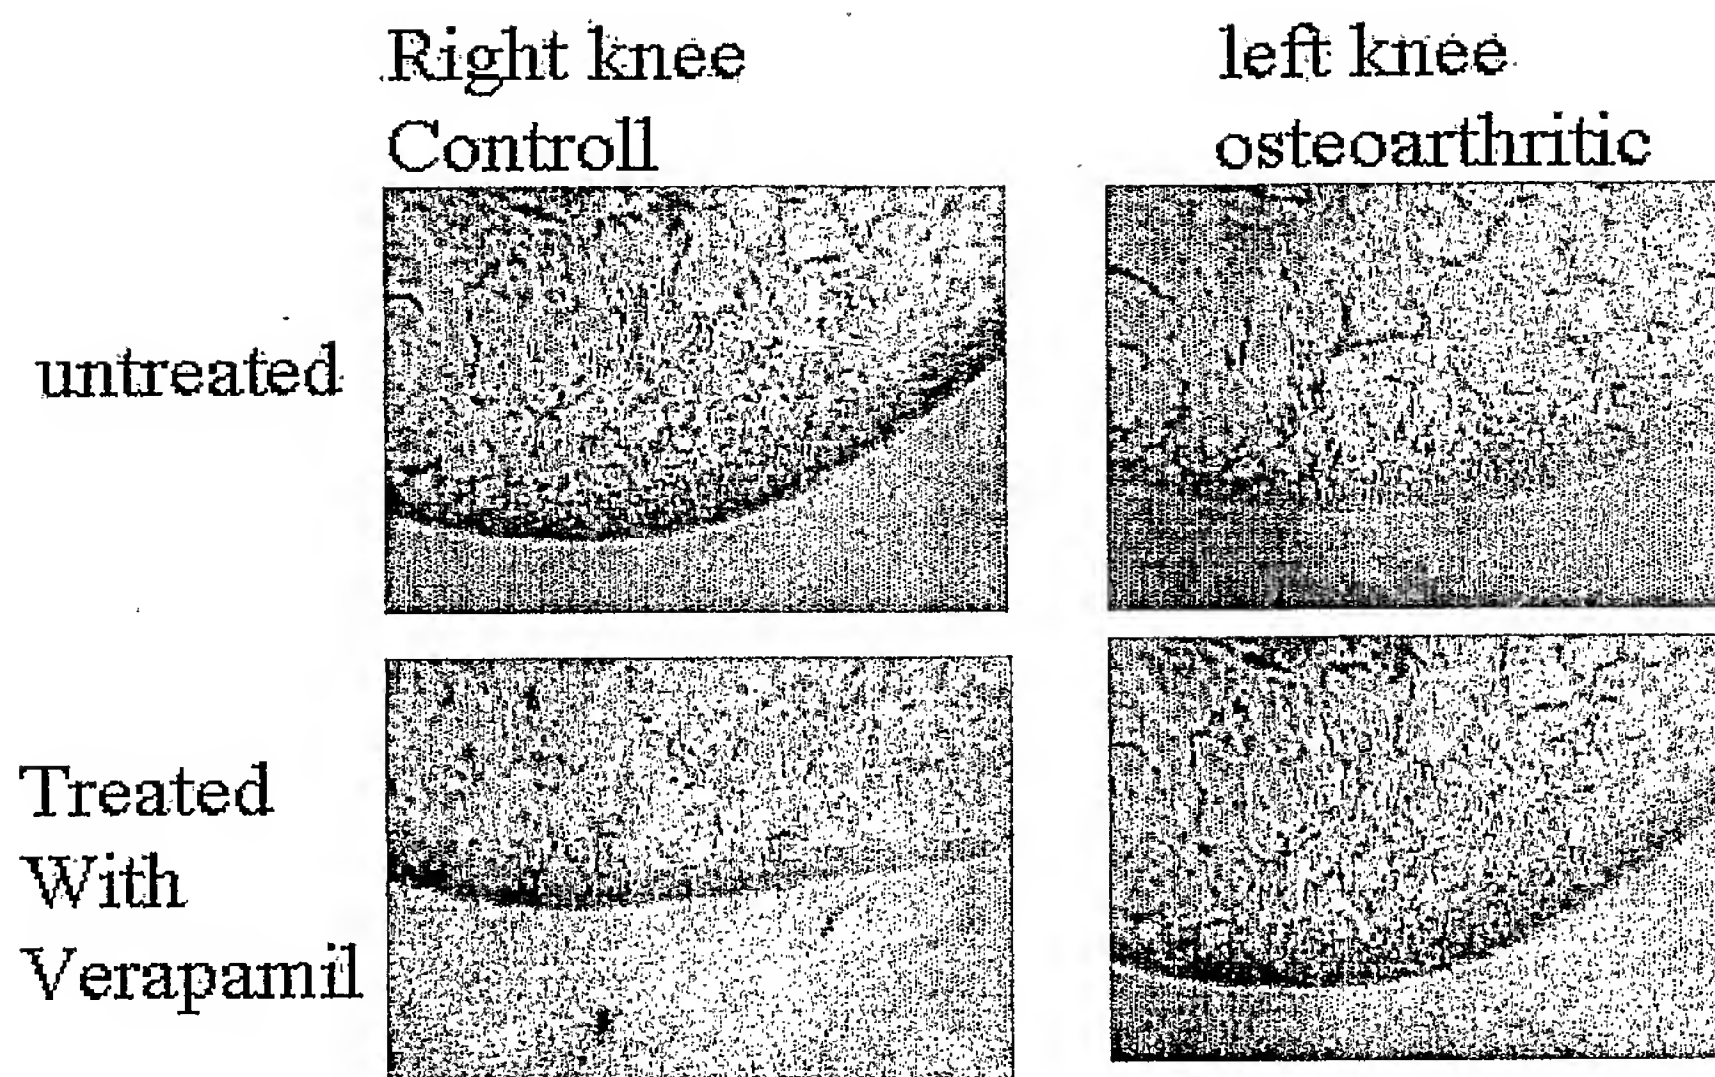 Right knee
Controll
left knee
osteoarthritic
untreated
Treated
With
Verapamil